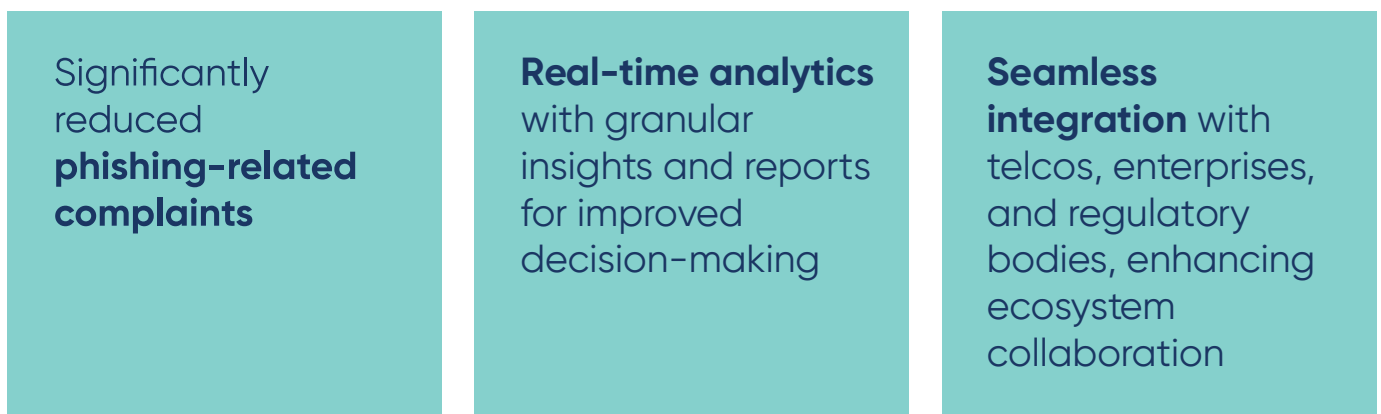 Significantly
reduced
phishing-related
complaints
Real-time analytics
with granular
insights and reports
for improved
decision-making
Seamless
integration with
telcos, enterprises,
and regulatory
bodies, enhancing
ecosystem
collaboration